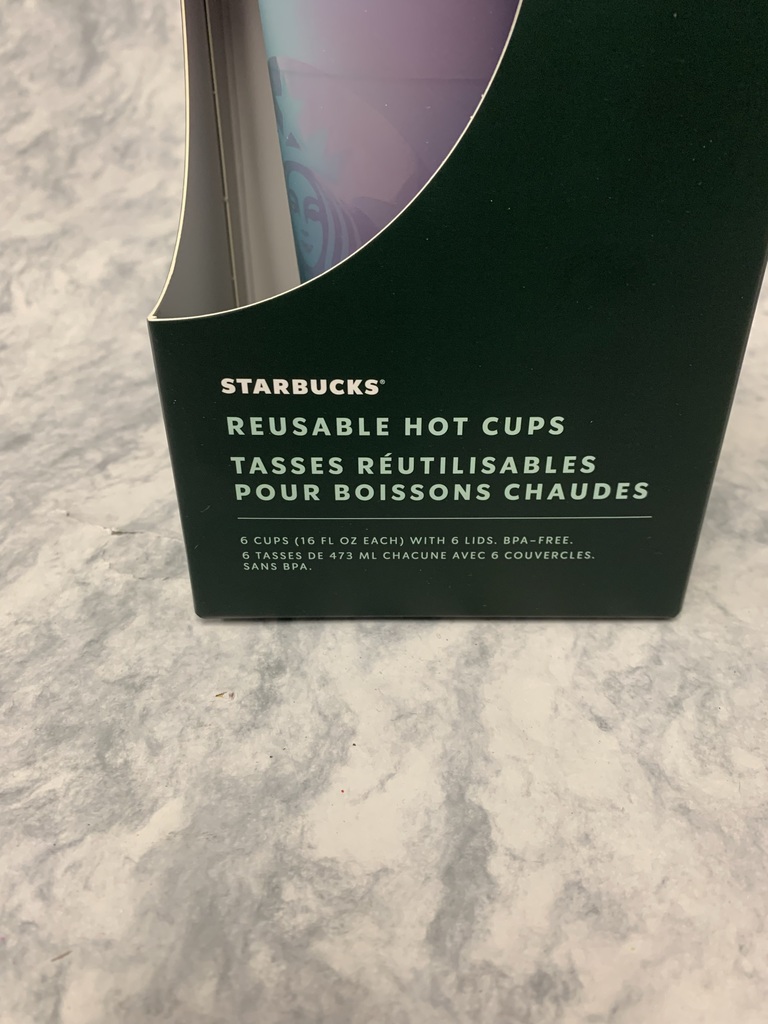 STARBUCKS®
REUSABLE HOT CUPS
TASSES RÉUTILISABLES
POUR BOISSONS CHAUDES
6 CUPS (16 FL OZ EACH) WITH 6 LIDS. BPA-FREE.
6 TASSES DE 473 ML CHACUNE AVEC 6 COUVERCLES.
SANS BPA.